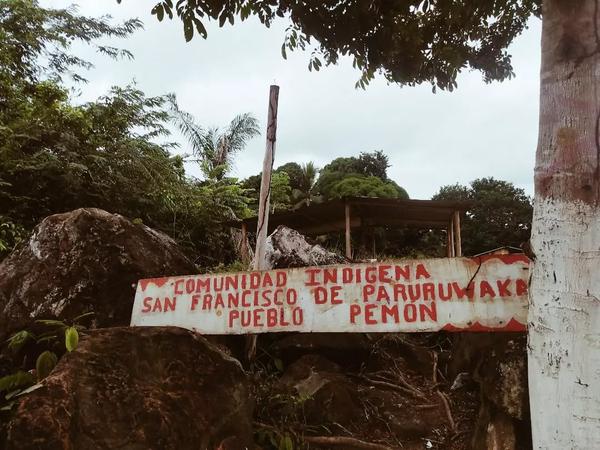 COMUNIDAD INDIGENA
SAN FRANCISCO DE PARURUWAKA
PUEBLO PEMON